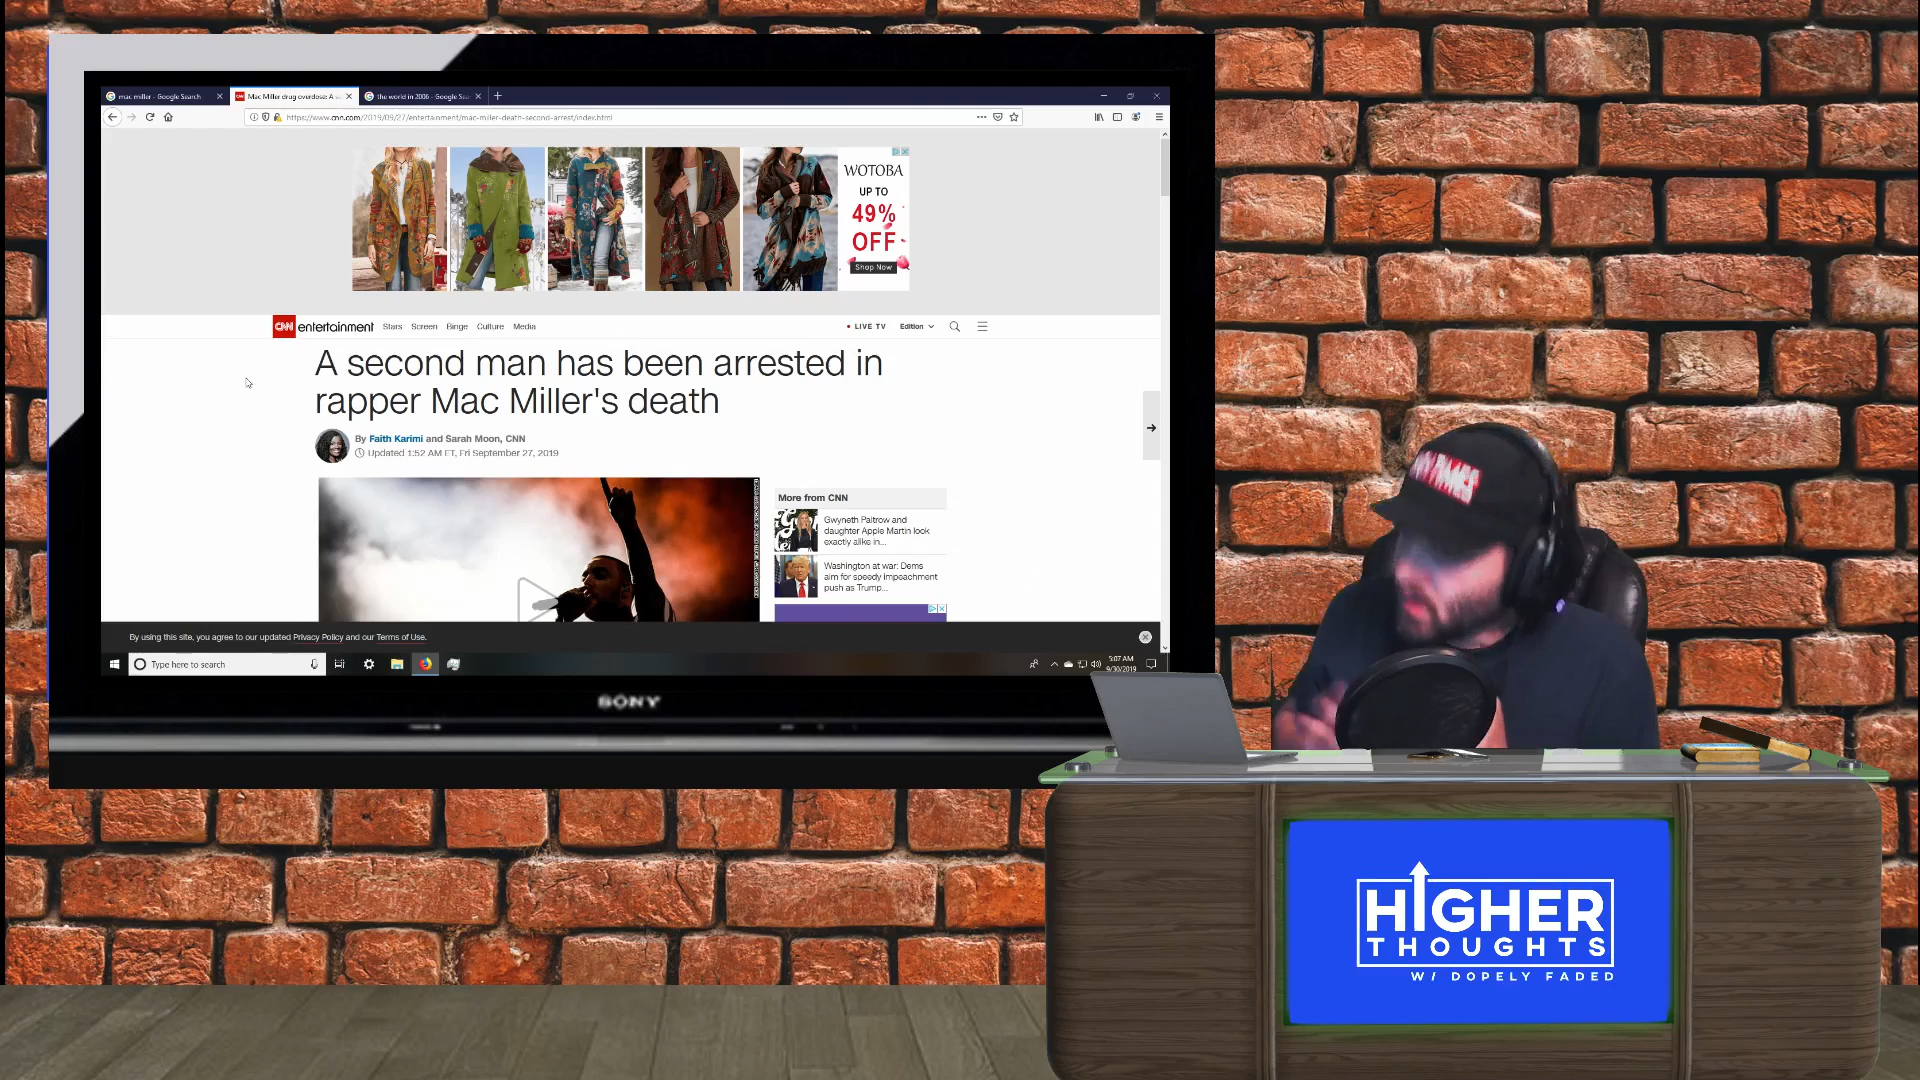 mac miller - Google Search
Mac Miller drug overdose: A s
the world in 2006 - Google Sea
https://www.cnn.com/2019/09/27/entertainment/mac-miller-death-second-arrest/index.html
WOTOBA
UP TO
49%
OFF
Shop Now
CNN entertainment Stars Screen Binge Culture Media LIVE TV Edition
A second man has been arrested in
rapper Mac Miller's death
By Faith Karimi and Sarah Moon, CNN
Updated 1:52 AM ET, Fri September 27, 2019
More from CNN
Gwyneth Paltrow and
daughter Apple Martin look
exactly alike in...
Washington at war: Dems
aim for speedy impeachment
push as Trump...
By using this site, you agree to our updated Privacy Policy and our Terms of Use.
Type here to search
5:07 AM
9/30/2019
SONY
HIGHER
THOUGHTS
W/ DOPELY FADED